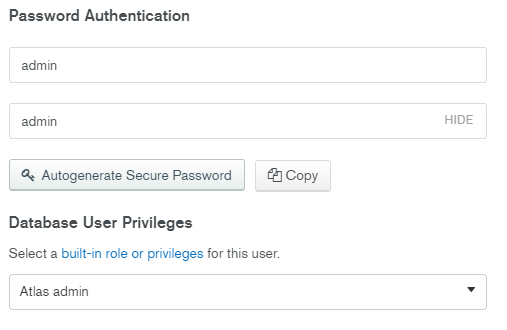 Password Authentication
admin
admin HIDE
Autogenerate Secure Password Copy
Database User Privileges
Select a built-in role or privileges for this user.
Atlas admin